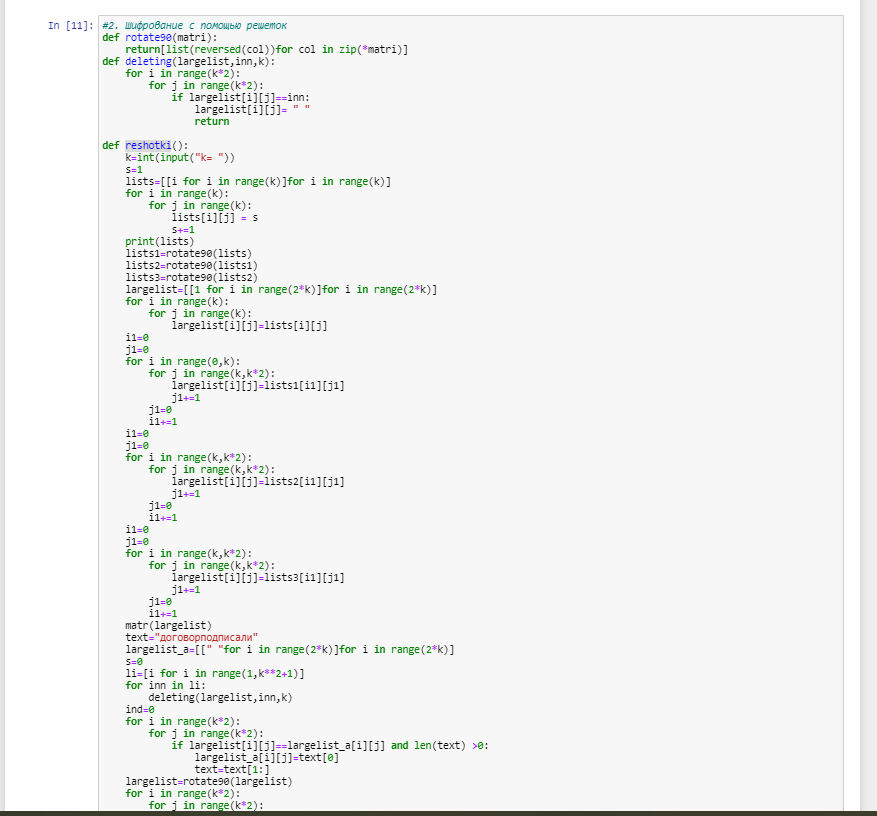 In [11]: #2. Шифрование с помощью решеток
def rotate90(matri):
    return[list(reversed(col))for col in zip(*matri)]
def deleting(largelist,inn,k):
    for i in range(k*2):
        for j in range(k*2):
            if largelist[i][j]==inn:
                largelist[i][j]= " "
                return

def reshotki():
    k=int(input("k= "))
    s=1
    lists=[[i for i in range(k)]for i in range(k)]
    for i in range(k):
        for j in range(k):
            lists[i][j] = s
            s+=1
    print(lists)
    lists1=rotate90(lists)
    lists2=rotate90(lists1)
    lists3=rotate90(lists2)
    largelist=[[1 for i in range(2*k)]for i in range(2*k)]
    for i in range(k):
        for j in range(k):
            largelist[i][j]=lists[i][j]
    i1=0
    j1=0
    for i in range(0,k):
        for j in range(k,k*2):
            largelist[i][j]=lists1[i1][j1]
            j1+=1
        j1=0
        i1+=1
    i1=0
    j1=0
    for i in range(k,k*2):
        for j in range(k,k*2):
            largelist[i][j]=lists2[i1][j1]
            j1+=1
        j1=0
        i1+=1
    i1=0
    j1=0
    for i in range(k,k*2):
        for j in range(k,k*2):
            largelist[i][j]=lists3[i1][j1]
            j1+=1
        j1=0
        i1+=1
    matr(largelist)
    text="договорподписали"
    largelist_a=[[" "for i in range(2*k)]for i in range(2*k)]
    s=0
    li=[i for i in range(1,k**2+1)]
    for inn in li:
        deleting(largelist,inn,k)
    ind=0
    for i in range(k*2):
        for j in range(k*2):
            if largelist[i][j]==largelist_a[i][j] and len(text) >0:
                largelist_a[i][j]=text[0]
                text=text[1:]
    largelist=rotate90(largelist)
    for i in range(k*2):
        for j in range(k*2):